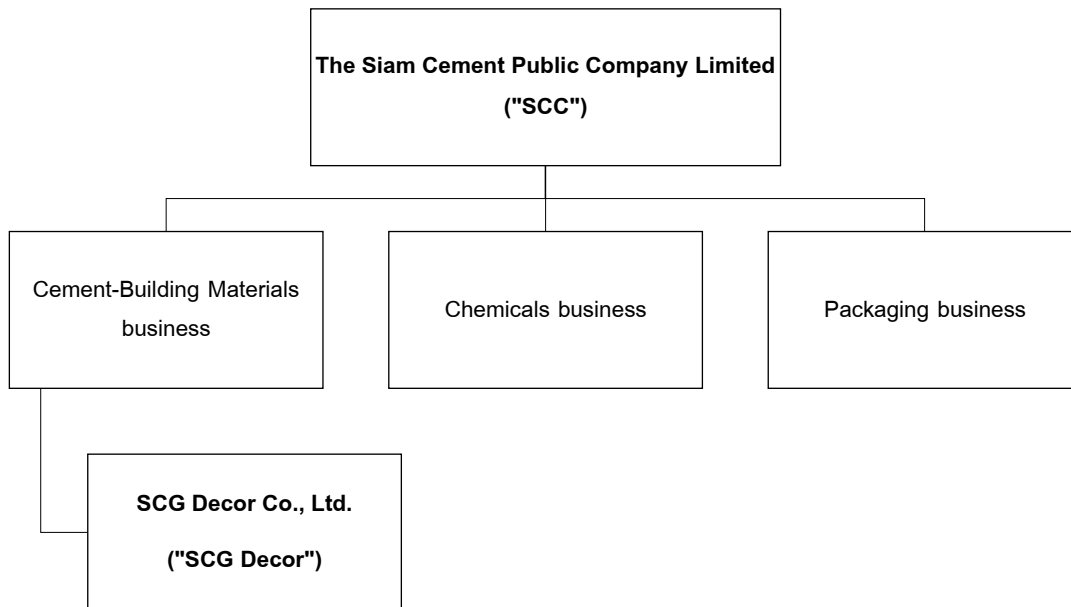 The Siam Cement Public Company Limited
("SCC")
Cement-Building Materials
business
Chemicals business
Packaging business
SCG Decor Co., Ltd.
("SCG Decor")